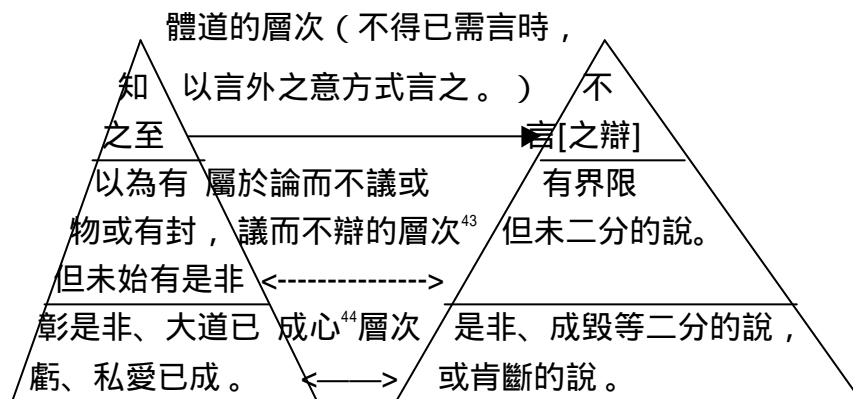 體道的層次（不得已需言時，
知 以言外之意方式言之。） 不
之至 言[之辯]
以為有 屬於論而不議或 有界限
物或有封，議而不辯的層次43 但未二分的說。
但未始有是非 <--------------->
彰是非、大道已 成心44層次 是非、成毀等二分的說，
虧、私愛已成。 <——> 或肯斷的說。